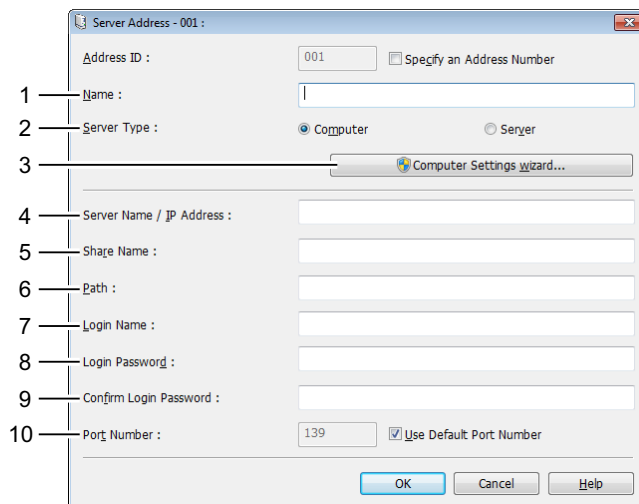 Server Address - 001 :
Address ID : 001 Specify an Address Number
1 Name :
2 Server Type : Computer Server
3 Computer Settings wizard...
4 Server Name / IP Address :
5 Share Name :
6 Path :
7 Login Name :
8 Login Password :
9 Confirm Login Password :
10 Port Number : 139 Use Default Port Number
OK Cancel Help